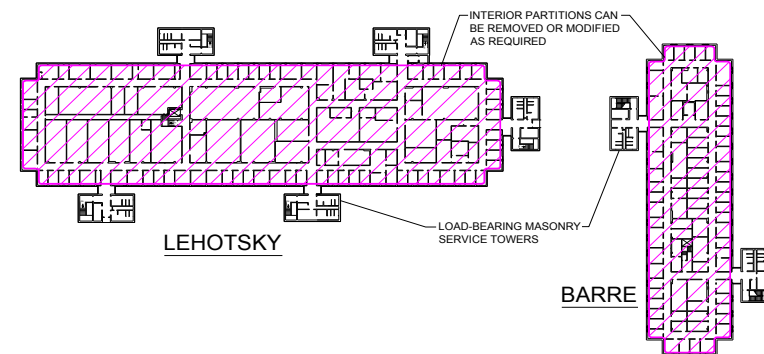 INTERIOR PARTITIONS CAN
BE REMOVED OR MODIFIED
AS REQUIRED
LOAD-BEARING MASONRY
SERVICE TOWERS
LEHOTSKY
BARRE